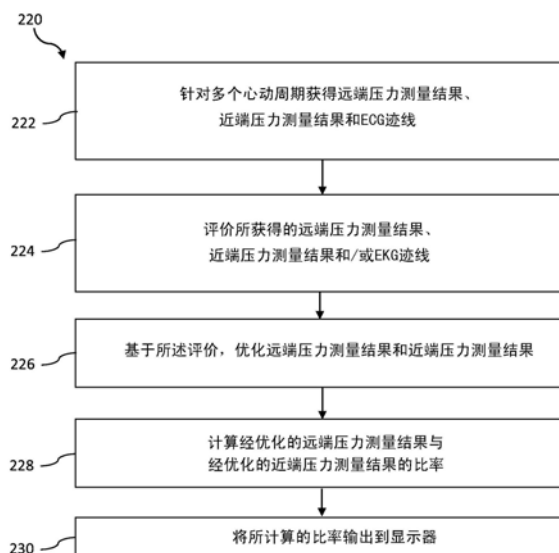 220
222
针对多个心动周期获得远端压力测量结果、
近端压力测量结果和ECG迹线
224
评价所获得的远端压力测量结果、
近端压力测量结果和/或EKG迹线
226
基于所述评价，优化远端压力测量结果和近端压力测量结果
228
计算经优化的远端压力测量结果与
经优化的近端压力测量结果的比率
230
将所计算的比率输出到显示器